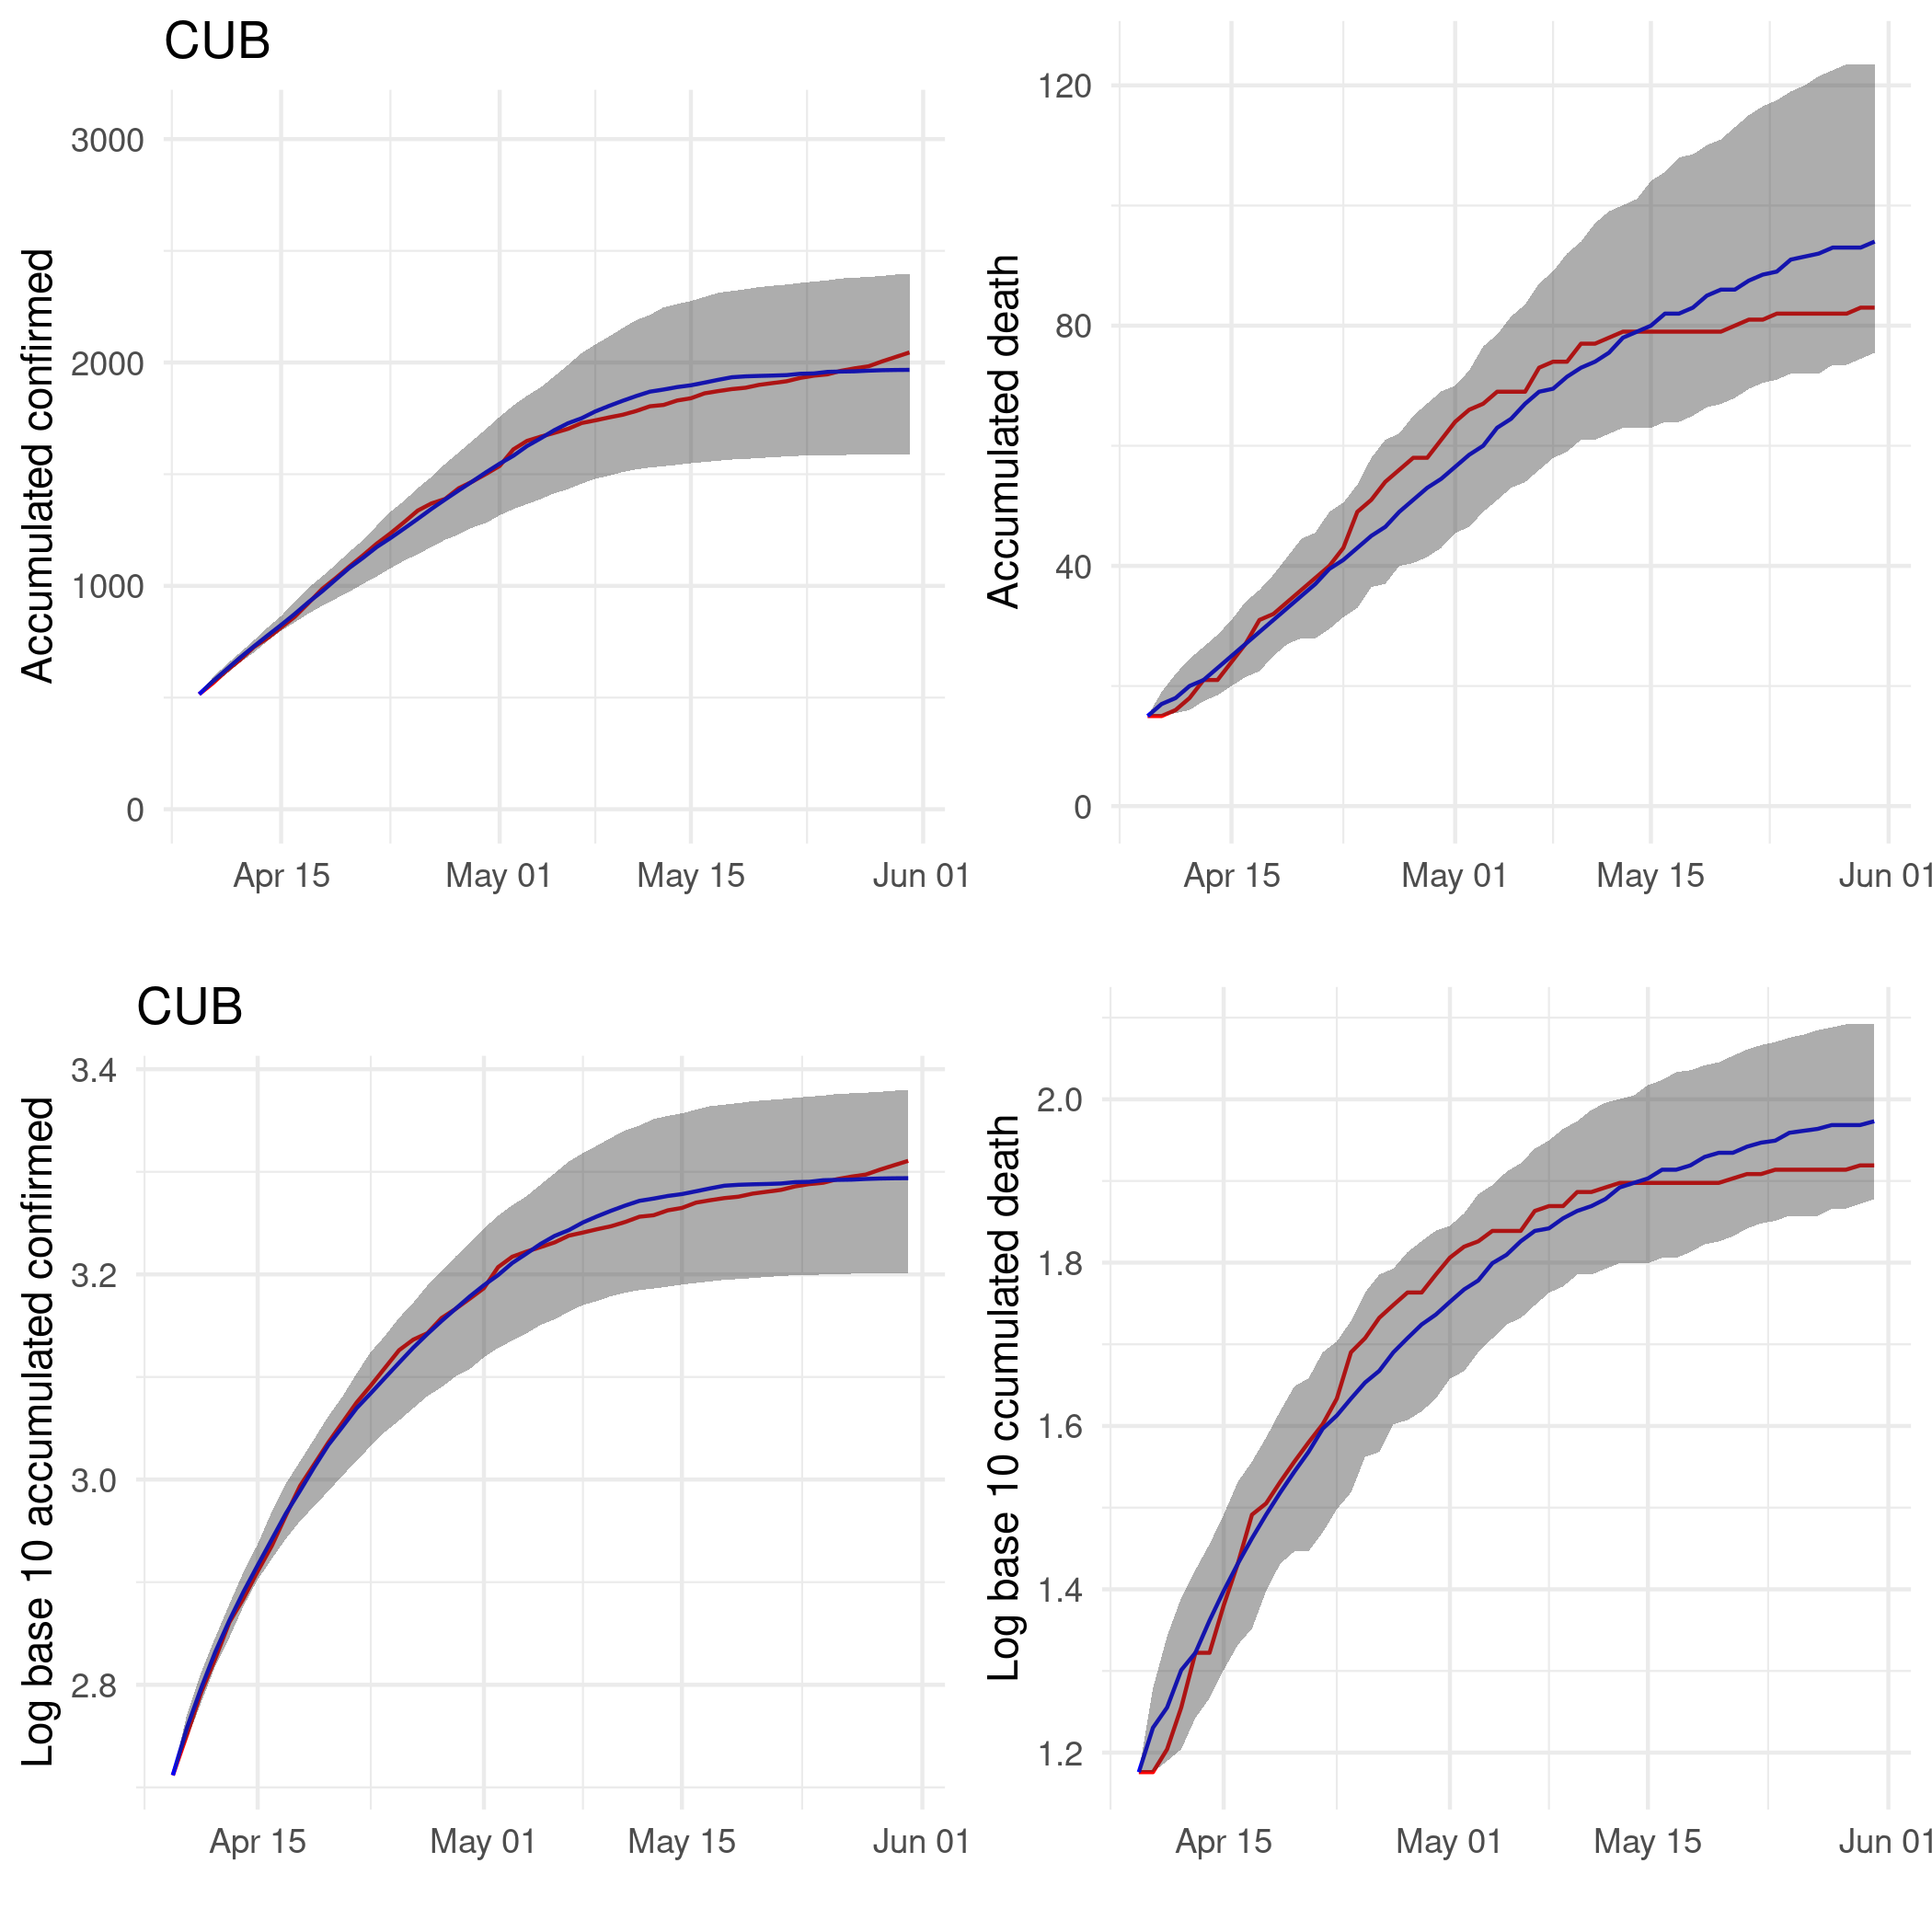 CUB
Accumulated confirmed
3000
2000
1000
0
Apr 15 May 01 May 15 Jun 01
Accumulated death
120
80
40
0
Apr 15 May 01 May 15 Jun 01
CUB
Log base 10 accumulated confirmed
3.4
3.2
3.0
2.8
Apr 15 May 01 May 15 Jun 01
Log base 10 ccumulated death
2.0
1.8
1.6
1.4
1.2
Apr 15 May 01 May 15 Jun 01